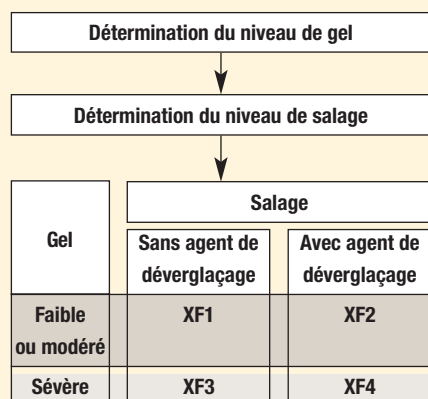 Détermination du niveau de gel
Détermination du niveau de salage
Gel
Salage
Sans agent de
déverglaçage
Avec agent de
déverglaçage
Faible
ou modéré
XF1
XF2
Sévère
XF3
XF4